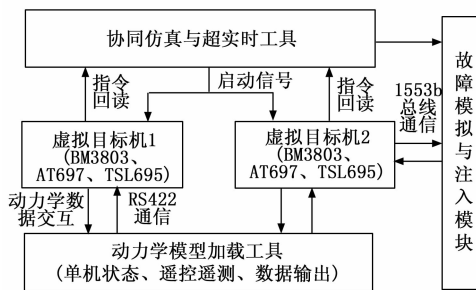 协同仿真与超实时工具
指令
回读
启动信号
指令
回读
1553b
总线
通信
虚拟目标机1
(BM3803、
AT697、TSL695)
虚拟目标机2
(BM3803、
AT697、TSL695)
故障模拟与注入模块
动力学数
据交互
RS422
通信
动力学模型加载工具
(单机状态、遥控遥测、数据输出)